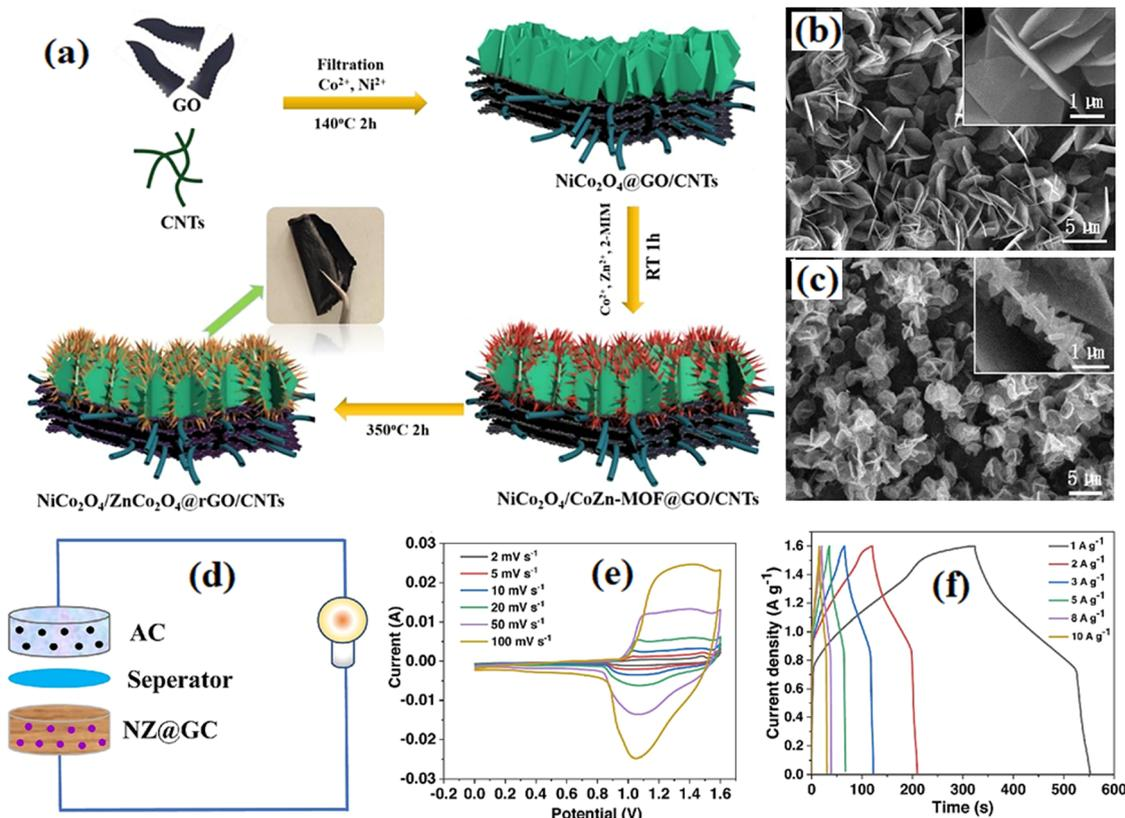 (a)
GO
CNTs
Filtration
Co²⁺, Ni²⁺
140°C 2h
NiCo₂O₄@GO/CNTs
Co²⁺, Zn²⁺, 2-MIM
RT 1h
NiCo₂O₄/CoZn-MOF@GO/CNTs
350°C 2h
NiCo₂O₄/ZnCo₂O₄@rGO/CNTs
(b)
1 μm
5 μm
(c)
1 μm
5 μm
(d)
AC
Seperator
NZ@GC
(e)
0.03
0.02
0.01
0.00
-0.01
-0.02
-0.03
Current (A)
2 mV s⁻¹
5 mV s⁻¹
10 mV s⁻¹
20 mV s⁻¹
50 mV s⁻¹
100 mV s⁻¹
-0.2 0.0 0.2 0.4 0.6 0.8 1.0 1.2 1.4 1.6
Potential (V)
(f)
1.6
1.4
1.2
1.0
0.8
0.6
0.4
0.2
0.0
Current density (A g⁻¹)
1 A g⁻¹
2 A g⁻¹
3 A g⁻¹
5 A g⁻¹
8 A g⁻¹
10 A g⁻¹
0 100 200 300 400 500 600
Time (s)